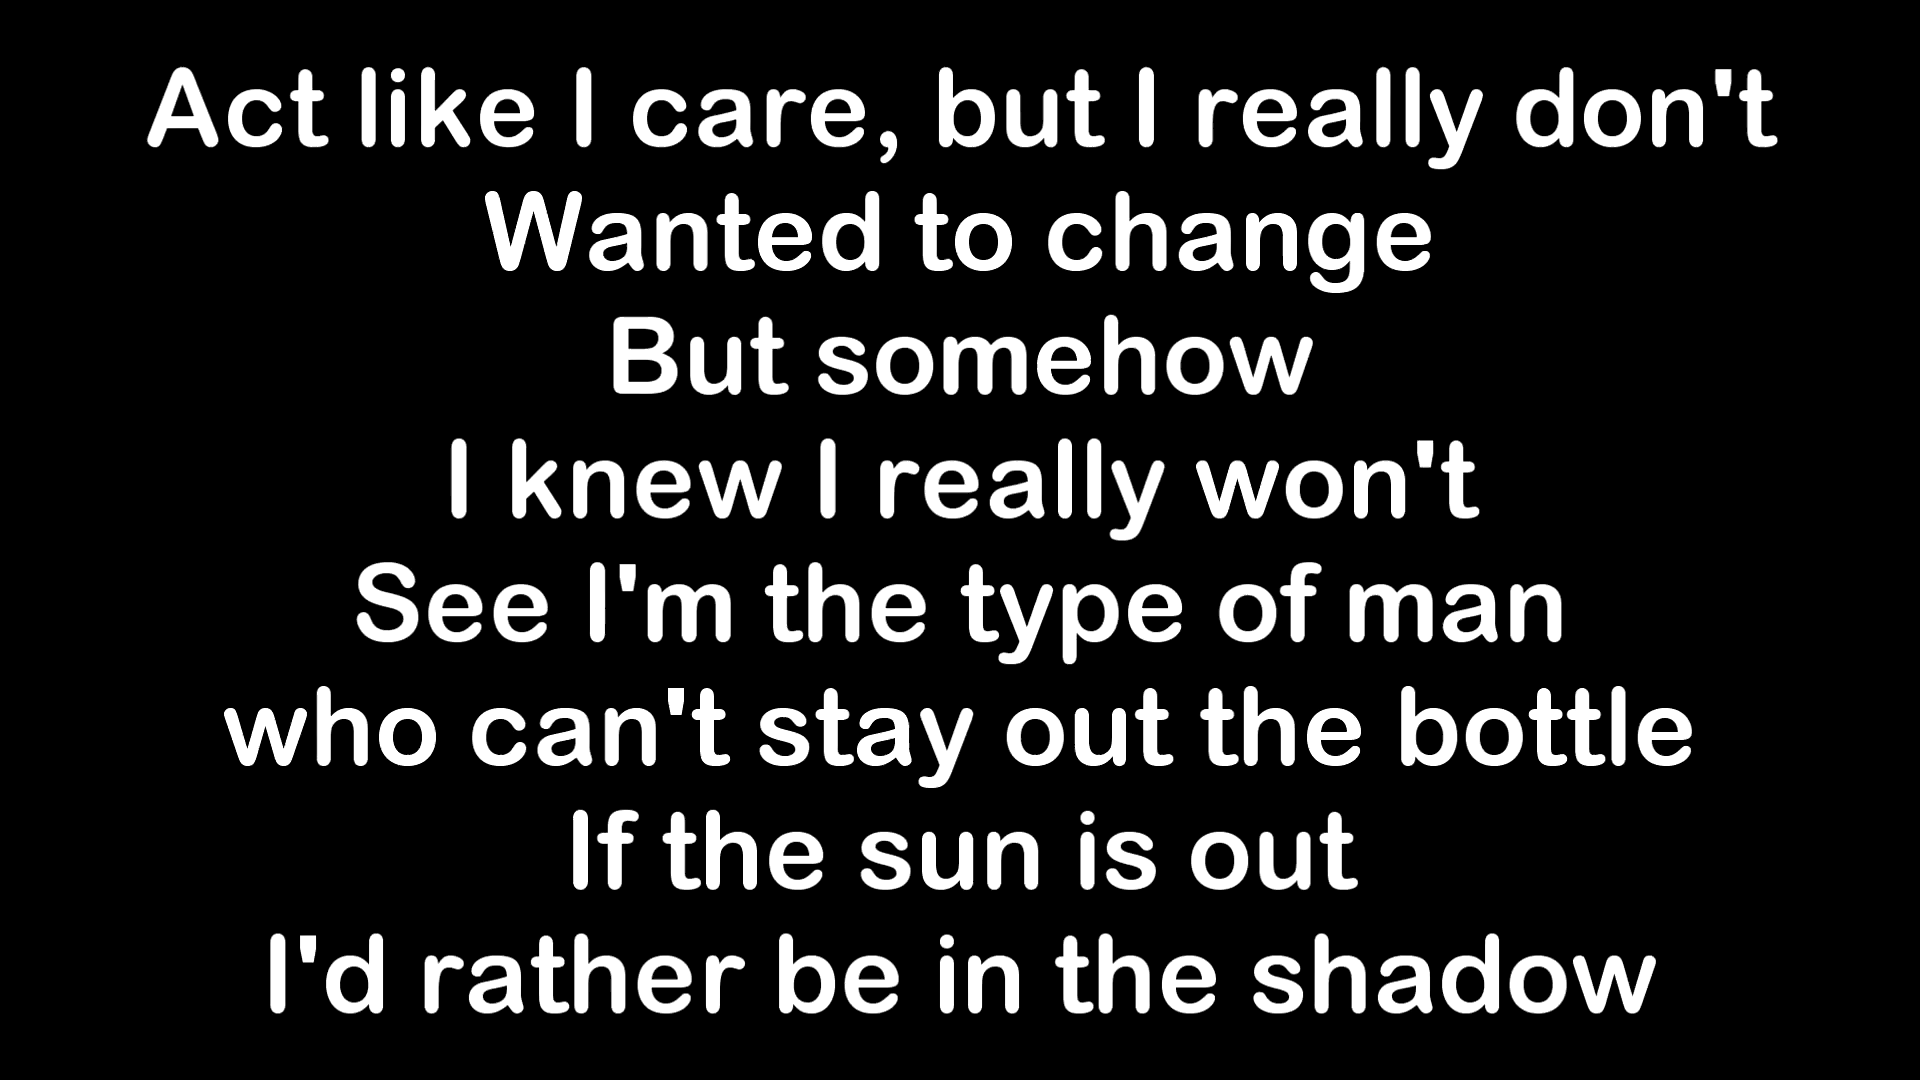 Act like I care, but I really don't
Wanted to change
But somehow
I knew I really won't
See I'm the type of man
who can't stay out the bottle
If the sun is out
I'd rather be in the shadow